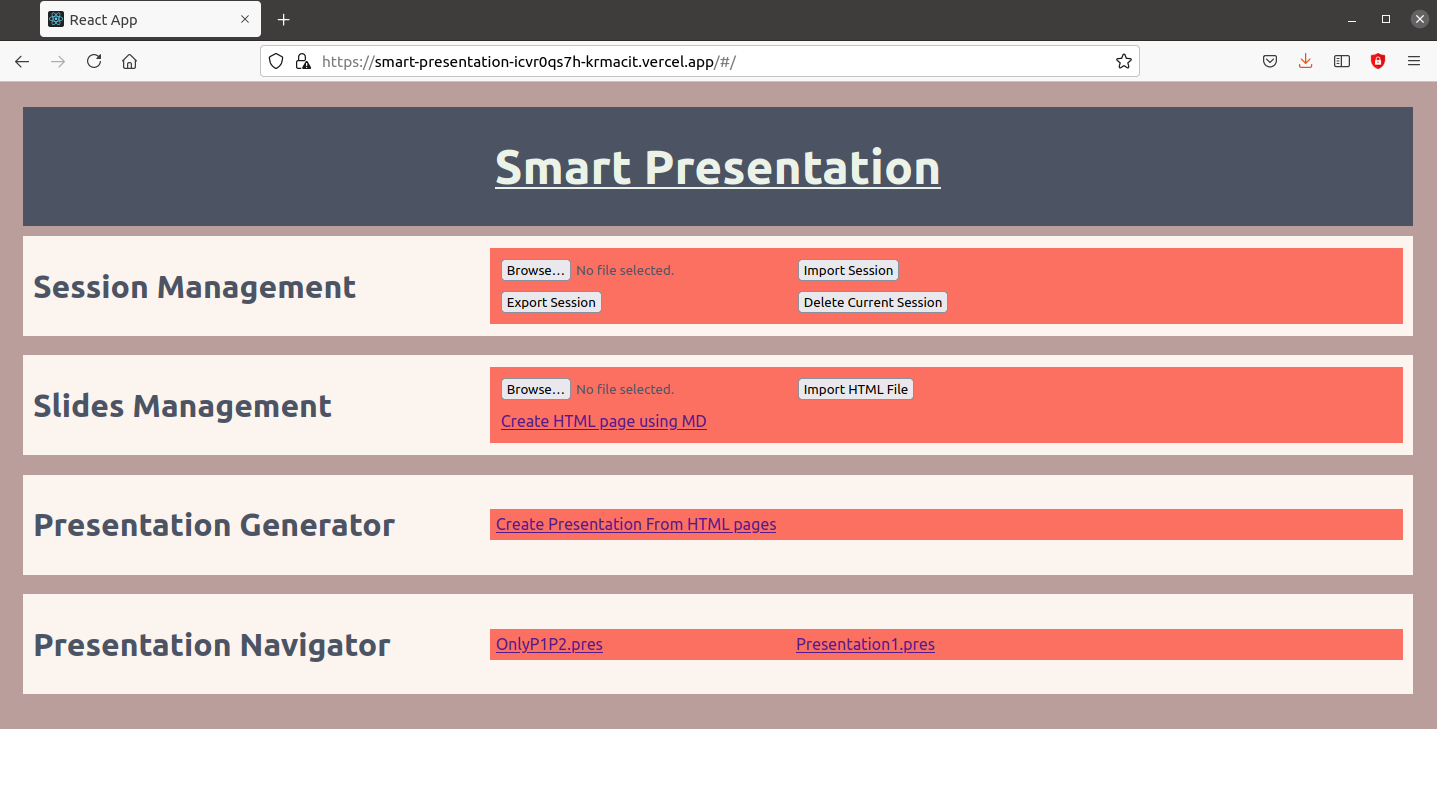 React App
https://smart-presentation-icvr0qs7h-krmacit.vercel.app/#/
Smart Presentation
Session Management
Browse... No file selected. Import Session
Export Session Delete Current Session
Slides Management
Browse... No file selected. Import HTML File
Create HTML page using MD
Presentation Generator
Create Presentation From HTML pages
Presentation Navigator
OnlyP1P2.pres Presentation1.pres